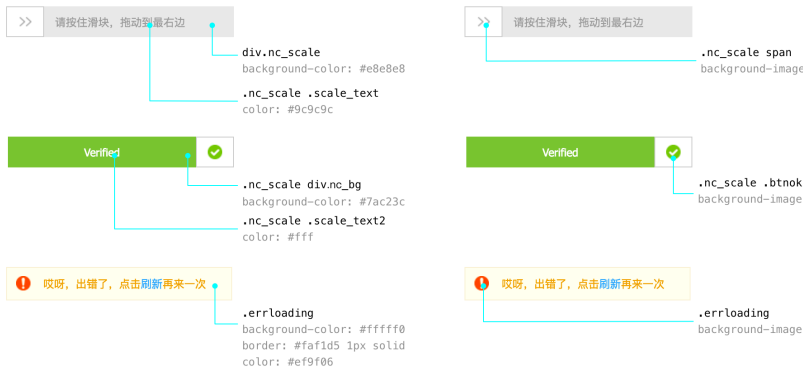 请按住滑块，拖动到最右边
div.nc_scale
background-color: #e8e8e8
.nc_scale .scale_text
color: #9c9c9c
Verified
.nc_scale div.nc_bg
background-color: #7ac23c
.nc_scale .scale_text2
color: #fff
哎呀，出错了，点击刷新再来一次
.errloading
background-color: #fffff0
border: #faf1d5 1px solid
color: #ef9f06
请按住滑块，拖动到最右边
.nc_scale span
background-image
Verified
.nc_scale .btnok
background-image
哎呀，出错了，点击刷新再来一次
.errloading
background-image